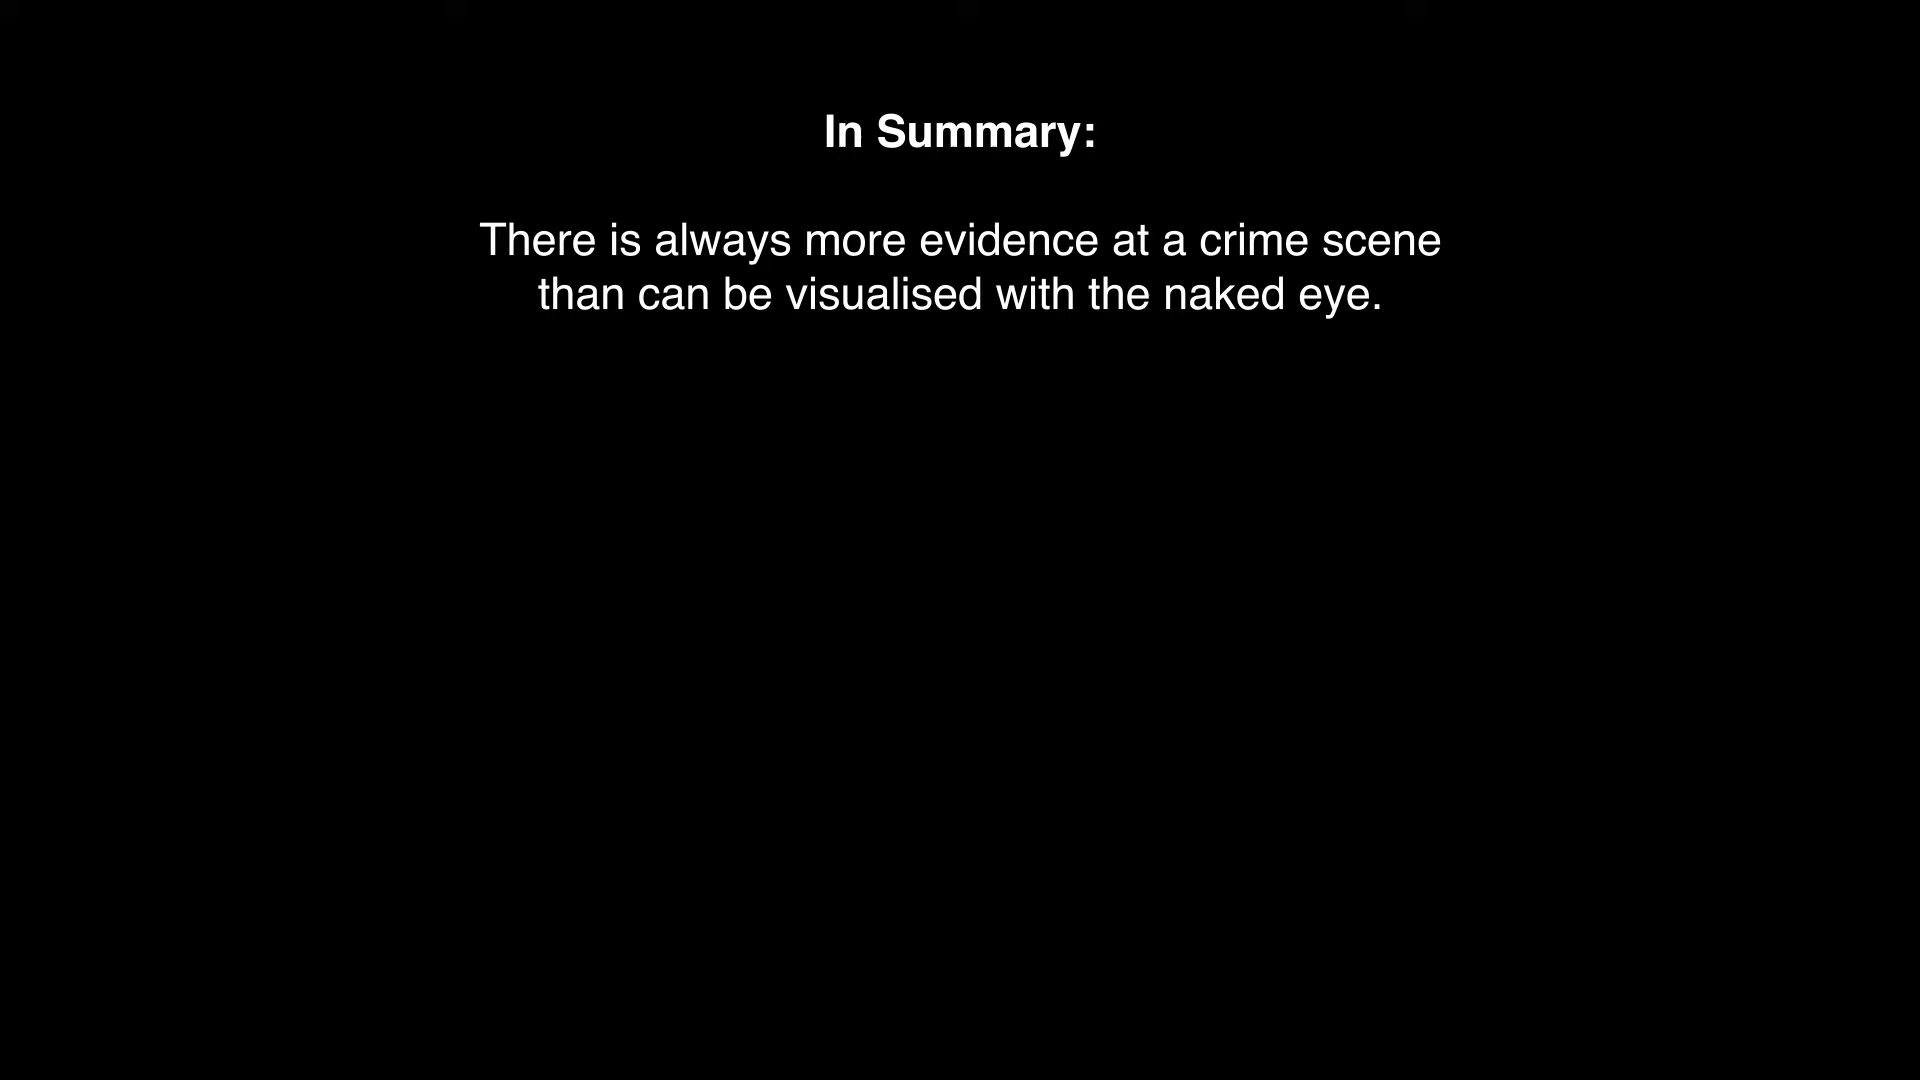 In Summary:
There is always more evidence at a crime scene
than can be visualised with the naked eye.